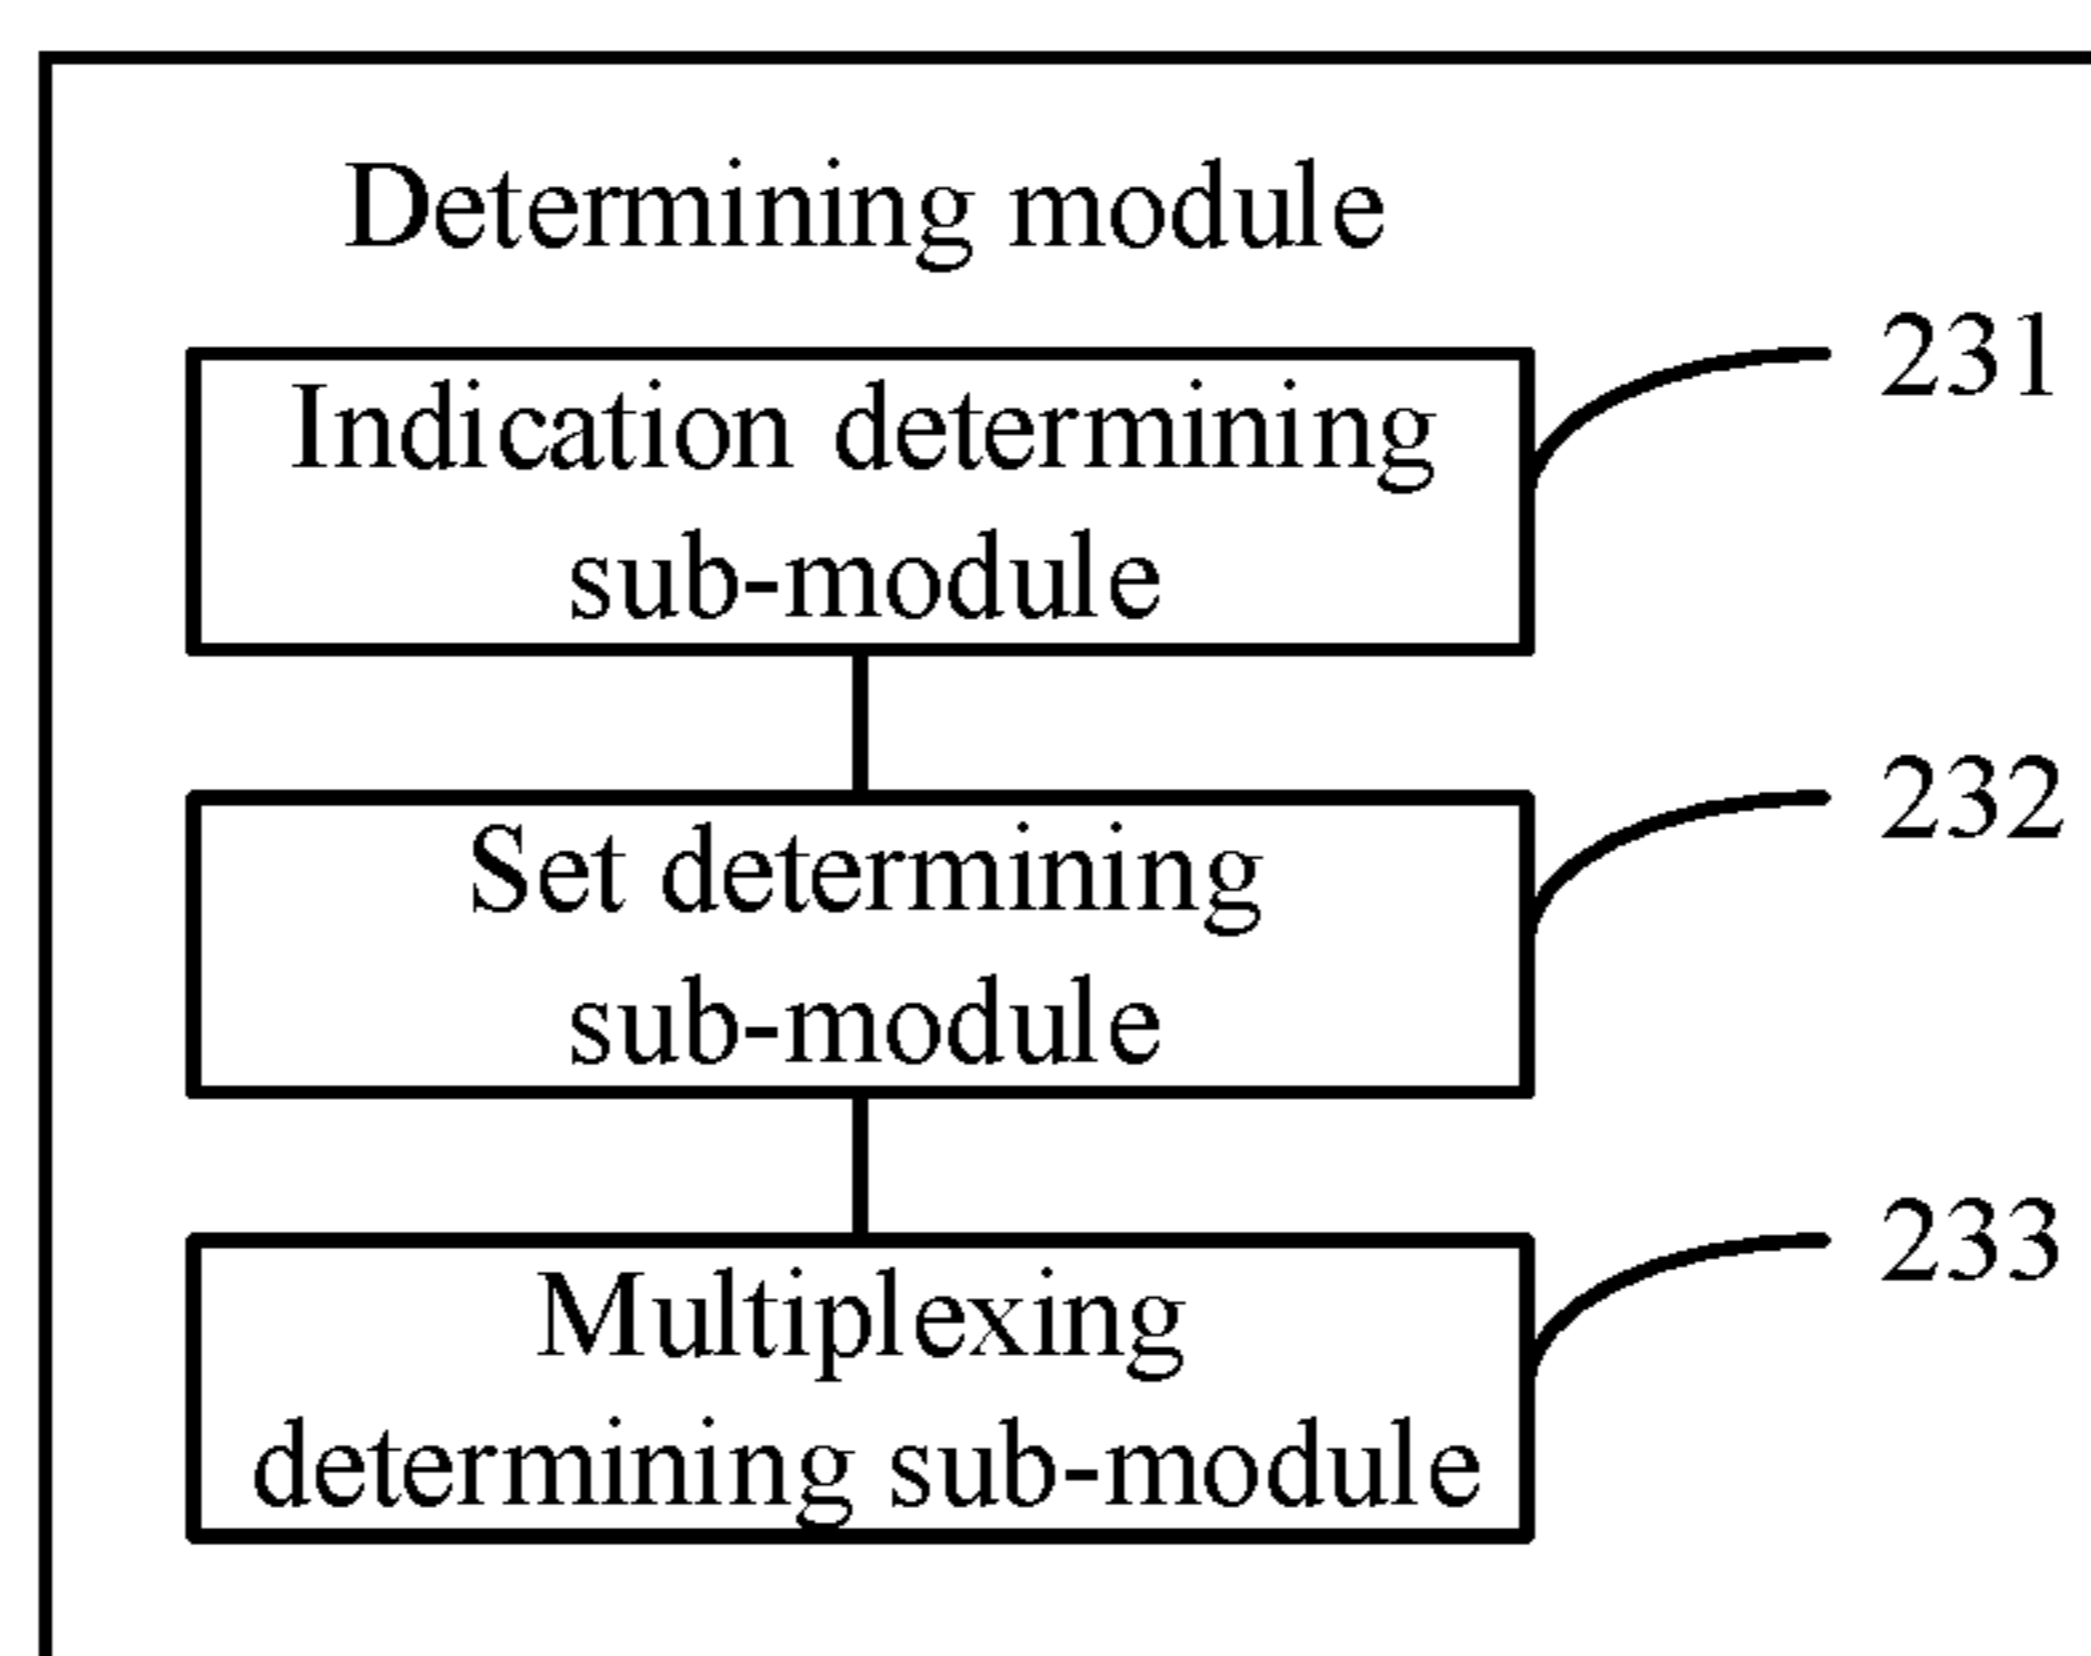 Determining module
231
Indication determining
sub-module
232
Set determining
sub-module
233
Multiplexing
determining sub-module